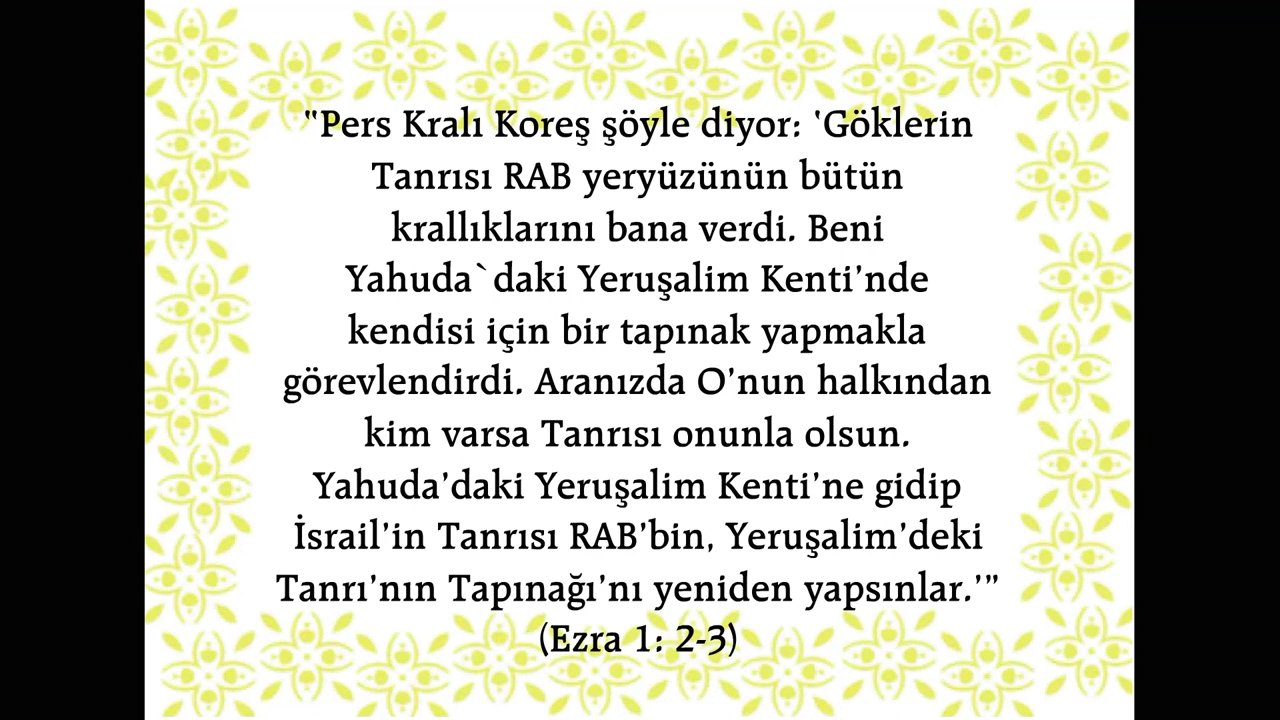 "Pers Kralı Koreş şöyle diyor: ‛Göklerin
Tanrısı RAB yeryüzünün bütün
krallıklarını bana verdi. Beni
Yahuda`daki Yeruşalim Kenti’nde
kendisi için bir tapınak yapmakla
görevlendirdi. Aranızda O’nun halkından
kim varsa Tanrısı onunla olsun.
Yahuda’daki Yeruşalim Kenti’ne gidip
İsrail’in Tanrısı RAB’bin, Yeruşalim’deki
Tanrı’nın Tapınağı’nı yeniden yapsınlar.’”
(Ezra 1: 2-3)